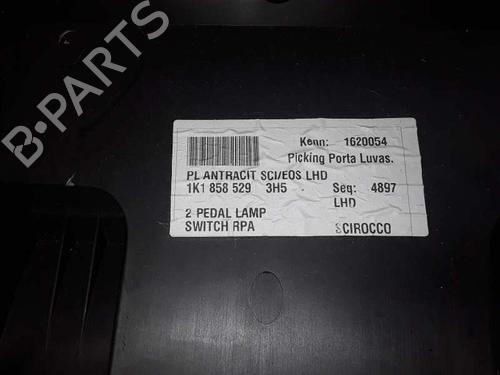 B-PARTS
Kenn: 1620054
Picking Porta Luvas.
PL ANTRACIT SCI/EOS LHD
1K1 858 529 3H5 Seq: 4897
LHD
2 PEDAL LAMP
SWITCH RPA SCIROCCO